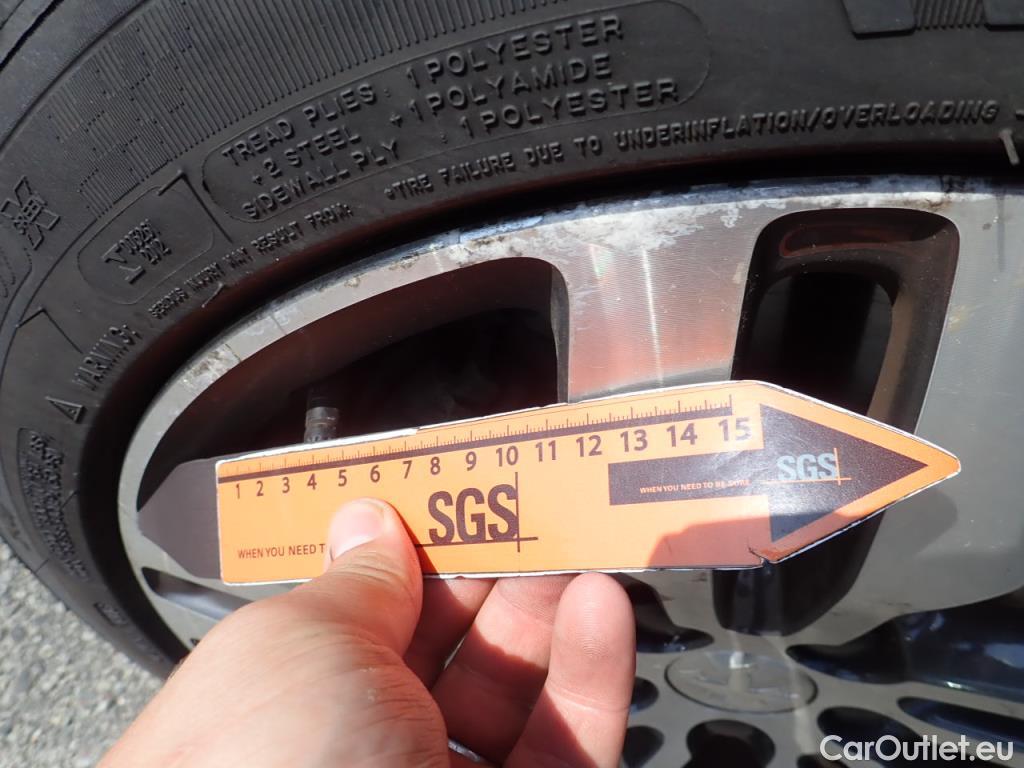 TREAD PLIES : 1 POLYESTER
+2 STEEL +1 POLYAMIDE
SIDEWALL PLY 1 POLYESTER
TIRE FAILURE DUE TO UNDERINFLATION/OVERLOADING
SERIOUS INJURY MAY RESULT FROM:
WARNING:
1 2 3 4 5 6 7 8 9 10 11 12 13 14 15
SGS
WHEN YOU NEED T
SGS
WHEN YOU NEED TO BE SURE
CarOutlet.eu